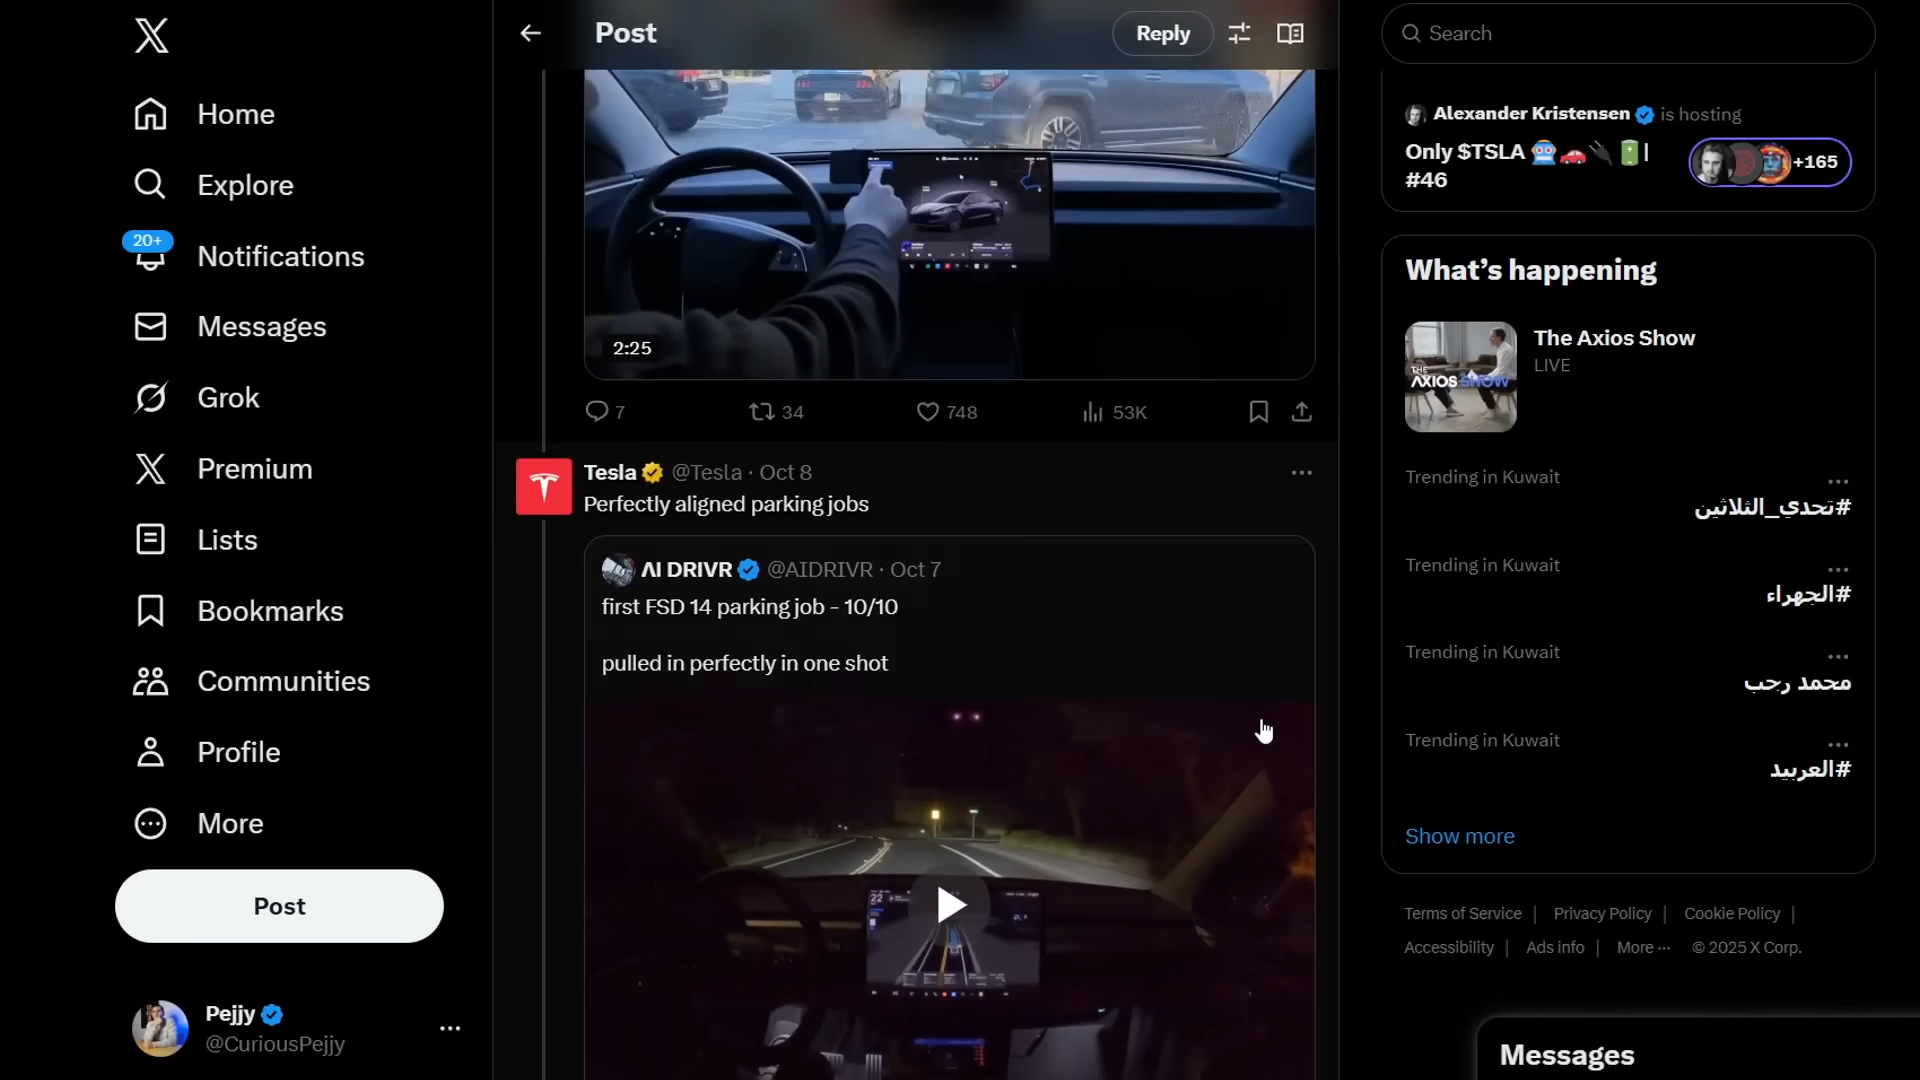 Home
Explore
20+
Notifications
Messages
Grok
Premium
Lists
Bookmarks
Communities
Profile
More
Post
Pejjy
@CuriousPejjy
Post
Reply
2:25
7
34
748
53K
Tesla @Tesla · Oct 8
Perfectly aligned parking jobs
AI DRIVR @AIDRIVR · Oct 7
first FSD 14 parking job - 10/10
pulled in perfectly in one shot
22
Search
Alexander Kristensen is hosting
Only $TSLA 🤖🚗🔌🔋|
#46
+165
What's happening
THE
AXIOS SHOW
The Axios Show
LIVE
Trending in Kuwait
#تحدي_الثلاثين
Trending in Kuwait
#الجهراء
Trending in Kuwait
محمد رجب
Trending in Kuwait
#العربيد
Show more
Terms of Service | Privacy Policy | Cookie Policy |
Accessibility | Ads info | More ··· © 2025 X Corp.
Messages